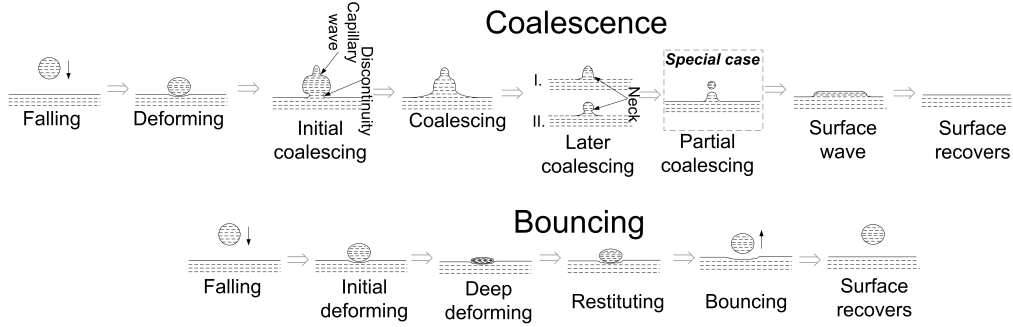 Coalescence
Capillary
wave
Discontinuity
Special case
I.
II.
Neck
Falling
Deforming
Initial
coalescing
Coalescing
Later
coalescing
Partial
coalescing
Surface
wave
Surface
recovers
Bouncing
Falling
Initial
deforming
Deep
deforming
Restituting
Bouncing
Surface
recovers